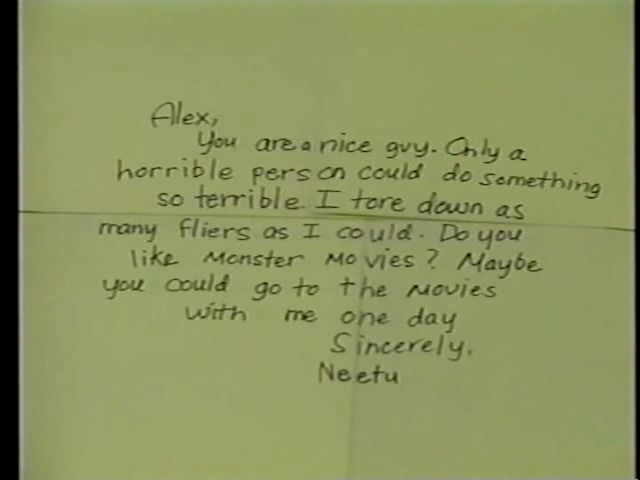 Alex,
You are a nice guy. Only a
horrible person could do something
so terrible. I tore down as
many fliers as I could. Do you
like Monster Movies? Maybe
you could go to the Movies
with me one day
Sincerely,
Neetu